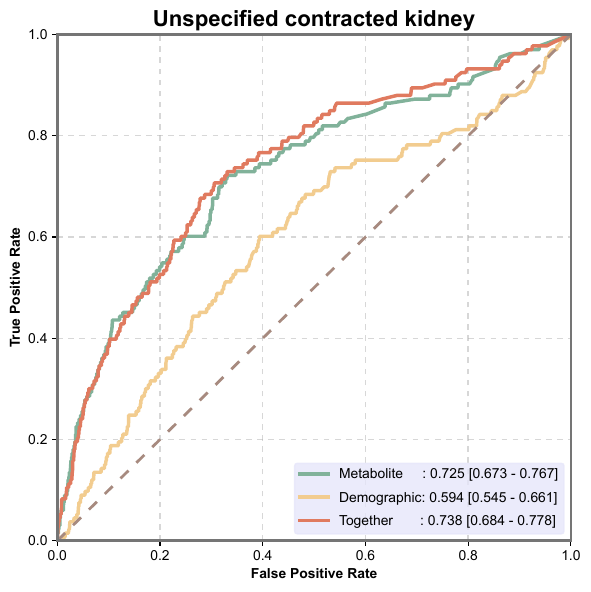 Unspecified contracted kidney
1.0
0.8
0.6
0.4
0.2
0.0
True Positive Rate
Metabolite : 0.725 [0.673 - 0.767]
Demographic: 0.594 [0.545 - 0.661]
Together : 0.738 [0.684 - 0.778]
0.0 0.2 0.4 0.6 0.8 1.0
False Positive Rate